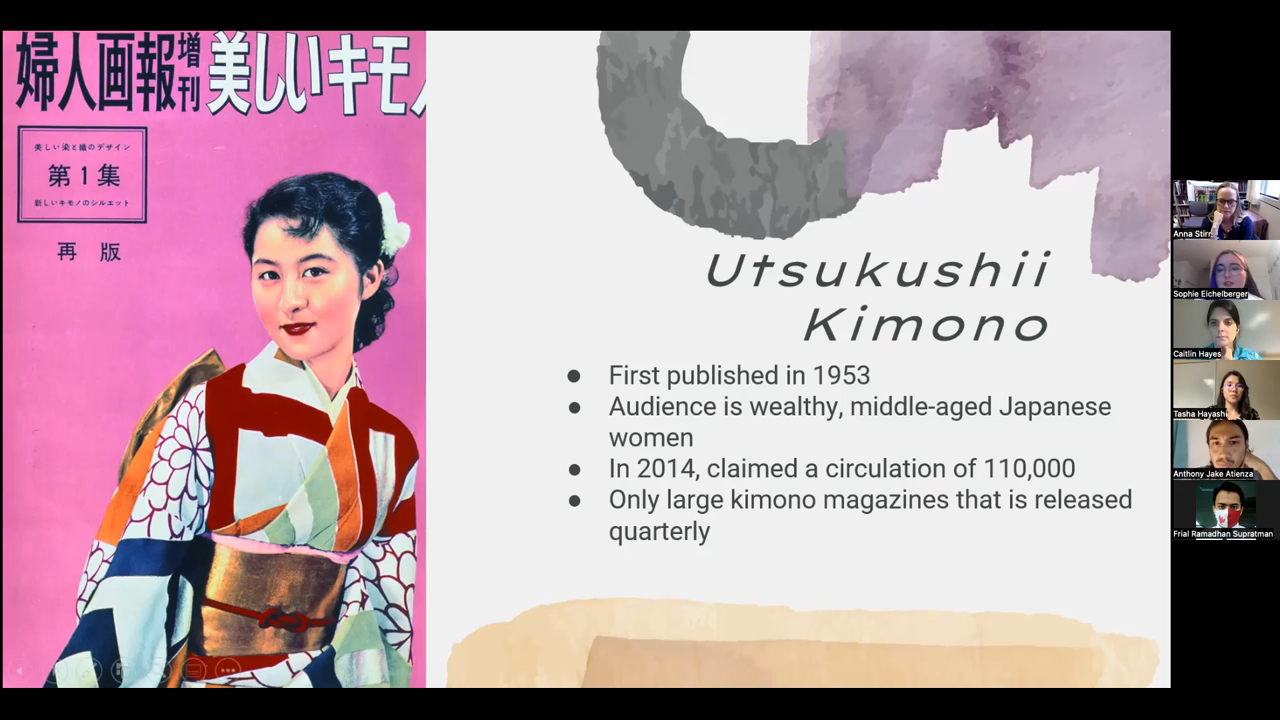 婦人画報増刊 美しいキモ
美しい染と織のデザイン
第1集
新しいキモノのシルエット
再版
Utsukushii
Kimono
● First published in 1953
● Audience is wealthy, middle-aged Japanese
women
● In 2014, claimed a circulation of 110,000
● Only large kimono magazines that is released
quarterly
Anna Stirr
Sophie Eichelberger
Caitlin Hayes
Tasha Hayashi
Anthony Jake Atienza
Frial Ramadhan Supratman